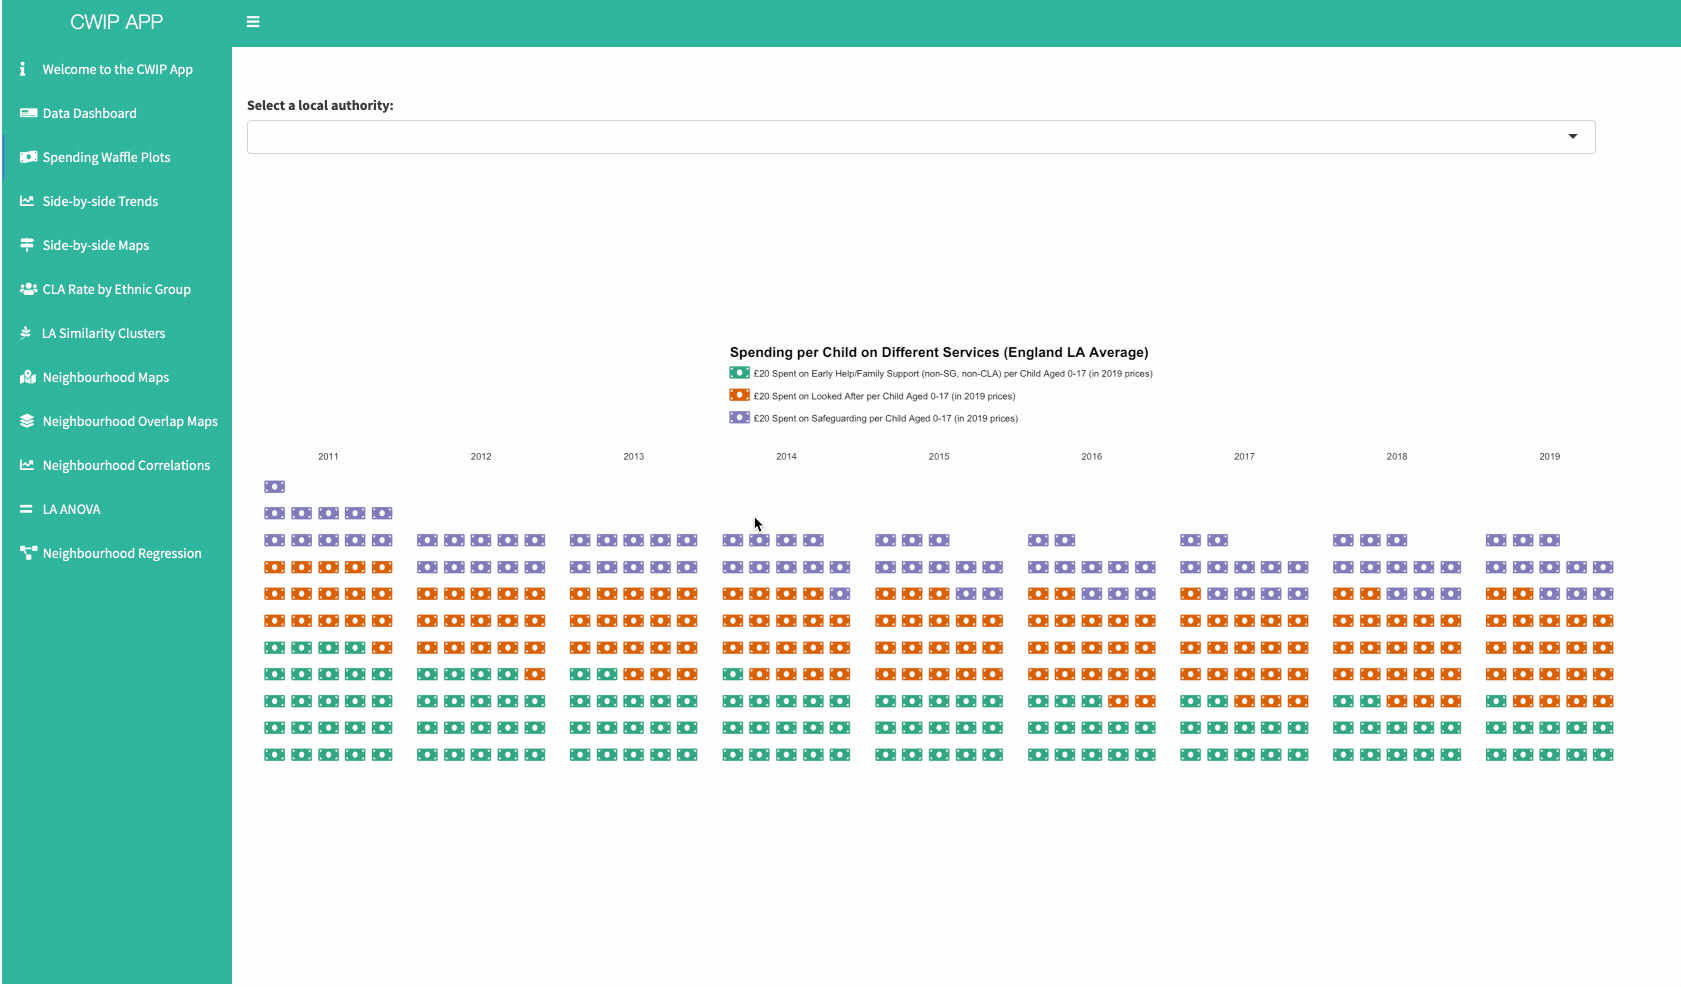 CWIP APP
Welcome to the CWIP App
Data Dashboard
Spending Waffle Plots
Side-by-side Trends
Side-by-side Maps
CLA Rate by Ethnic Group
LA Similarity Clusters
Neighbourhood Maps
Neighbourhood Overlap Maps
Neighbourhood Correlations
LA ANOVA
Neighbourhood Regression
Select a local authority:
Spending per Child on Different Services (England LA Average)
£20 Spent on Early Help/Family Support (non-SG, non-CLA) per Child Aged 0-17 (in 2019 prices)
£20 Spent on Looked After per Child Aged 0-17 (in 2019 prices)
£20 Spent on Safeguarding per Child Aged 0-17 (in 2019 prices)
2011 2012 2013 2014 2015 2016 2017 2018 2019